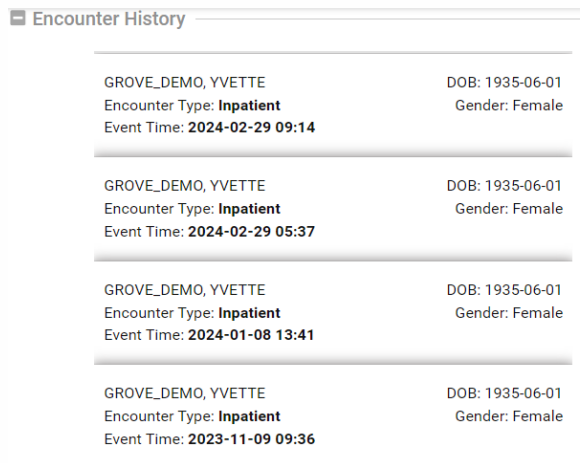 Encounter History
GROVE_DEMO, YVETTE DOB: 1935-06-01
Encounter Type: Inpatient Gender: Female
Event Time: 2024-02-29 09:14
GROVE_DEMO, YVETTE DOB: 1935-06-01
Encounter Type: Inpatient Gender: Female
Event Time: 2024-02-29 05:37
GROVE_DEMO, YVETTE DOB: 1935-06-01
Encounter Type: Inpatient Gender: Female
Event Time: 2024-01-08 13:41
GROVE_DEMO, YVETTE DOB: 1935-06-01
Encounter Type: Inpatient Gender: Female
Event Time: 2023-11-09 09:36